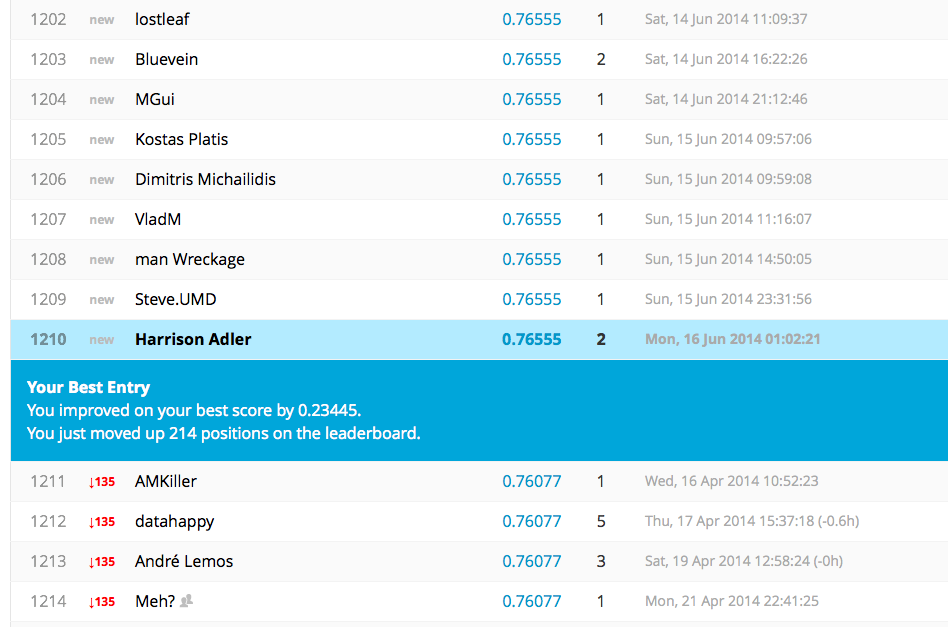 1202 new lostleaf 0.76555 1 Sat, 14 Jun 2014 11:09:37
1203 new Bluevein 0.76555 2 Sat, 14 Jun 2014 16:22:26
1204 new MGui 0.76555 1 Sat, 14 Jun 2014 21:12:46
1205 new Kostas Platis 0.76555 1 Sun, 15 Jun 2014 09:57:06
1206 new Dimitris Michailidis 0.76555 1 Sun, 15 Jun 2014 09:59:08
1207 new VladM 0.76555 1 Sun, 15 Jun 2014 11:16:07
1208 new man Wreckage 0.76555 1 Sun, 15 Jun 2014 14:50:05
1209 new Steve.UMD 0.76555 1 Sun, 15 Jun 2014 23:31:56
1210 new Harrison Adler 0.76555 2 Mon, 16 Jun 2014 01:02:21
Your Best Entry
You improved on your best score by 0.23445.
You just moved up 214 positions on the leaderboard.
1211 ↓135 AMKiller 0.76077 1 Wed, 16 Apr 2014 10:52:23
1212 ↓135 datahappy 0.76077 5 Thu, 17 Apr 2014 15:37:18 (-0.6h)
1213 ↓135 André Lemos 0.76077 3 Sat, 19 Apr 2014 12:58:24 (-0h)
1214 ↓135 Meh? 0.76077 1 Mon, 21 Apr 2014 22:41:25